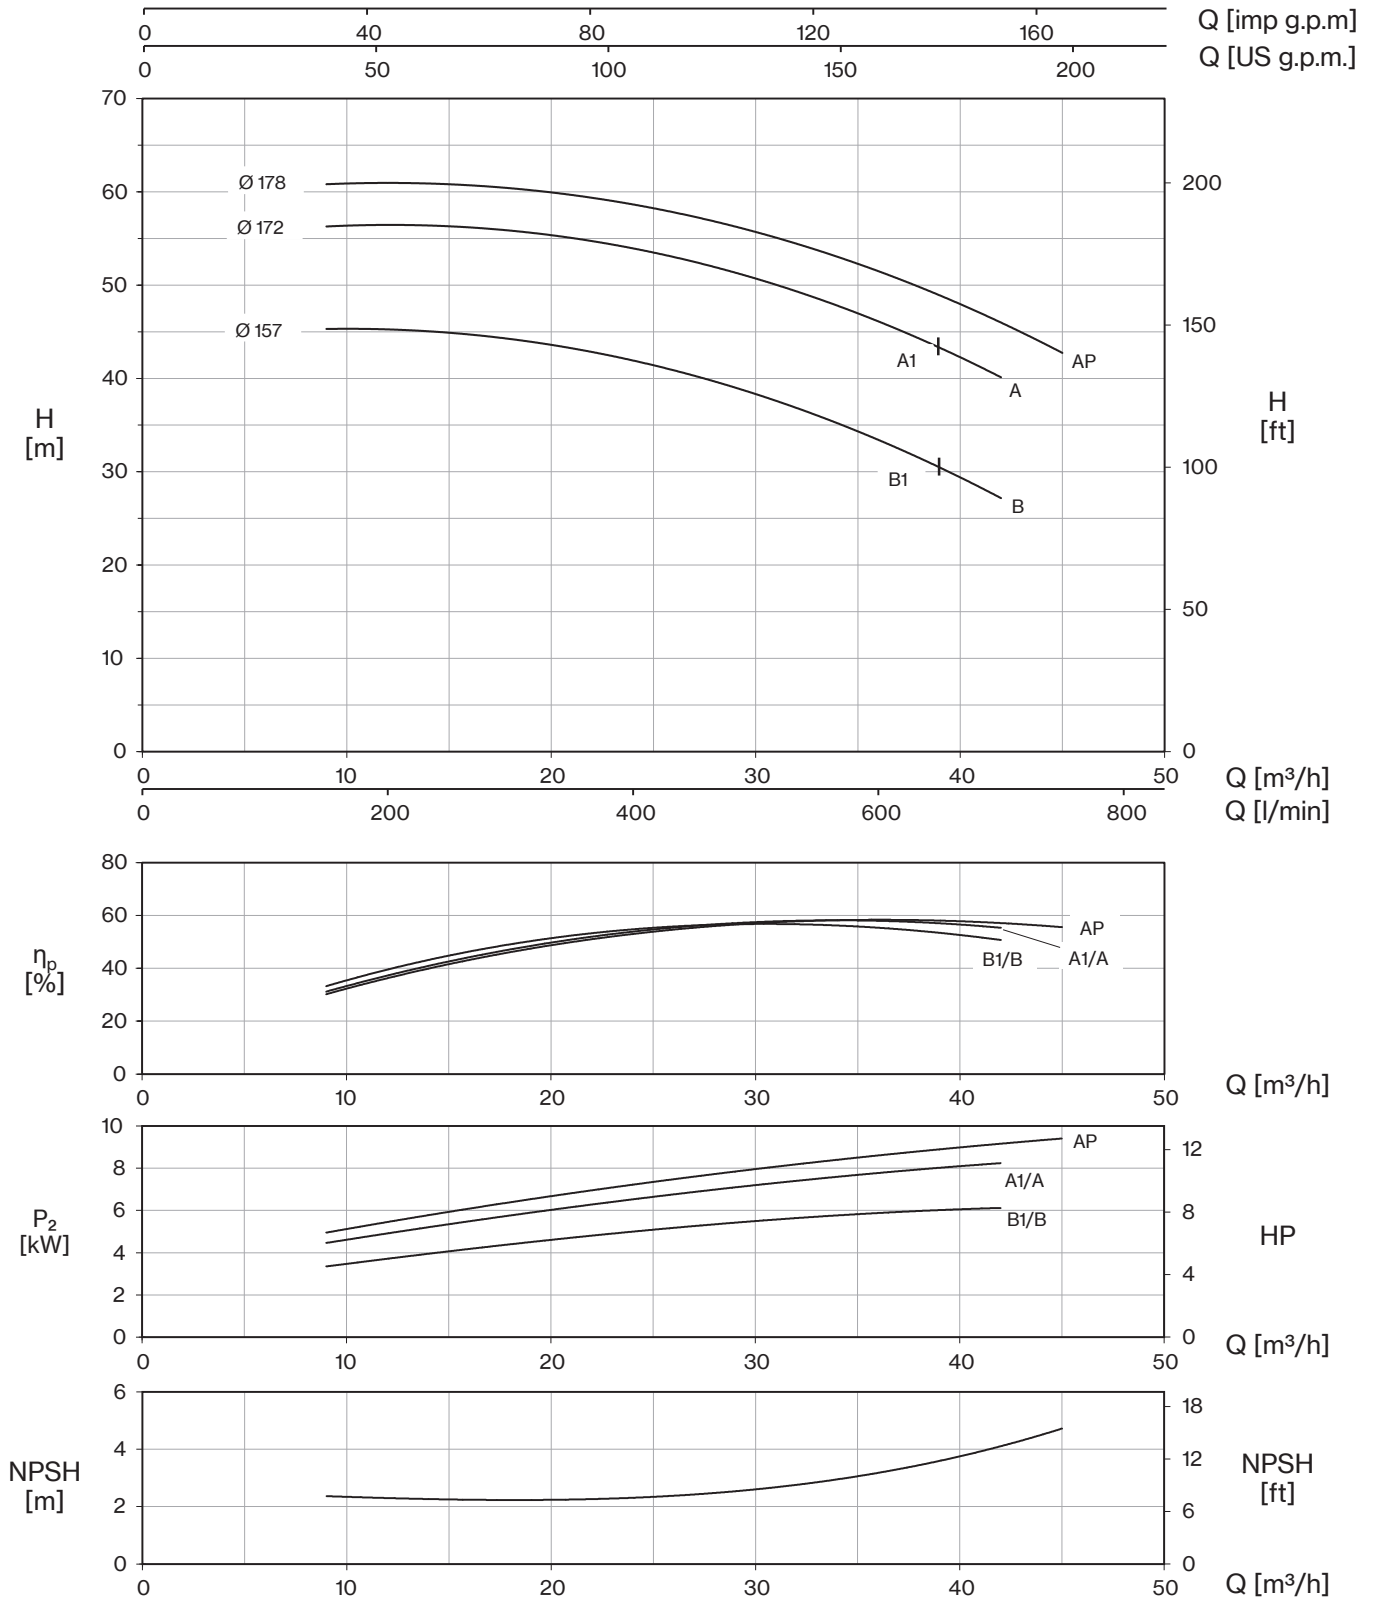 0 40 80 120 160 Q [imp g.p.m]
0 50 100 150 200 Q [US g.p.m.]
70
60
50
40
30
20
10
0
H
[m]
Ø 178
Ø 172
Ø 157
A1
A
AP
B1
B
200
150
100
50
0
H
[ft]
0 10 20 30 40 50 Q [m³/h]
0 200 400 600 800 Q [l/min]
80
60
40
20
0
ηp
[%]
AP
B1/B
A1/A
0 10 20 30 40 50 Q [m³/h]
10
8
6
4
2
0
P₂
[kW]
AP
A1/A
B1/B
12
8
4
0
HP
0 10 20 30 40 50 Q [m³/h]
6
4
2
0
NPSH
[m]
18
12
6
0
NPSH
[ft]
0 10 20 30 40 50 Q [m³/h]